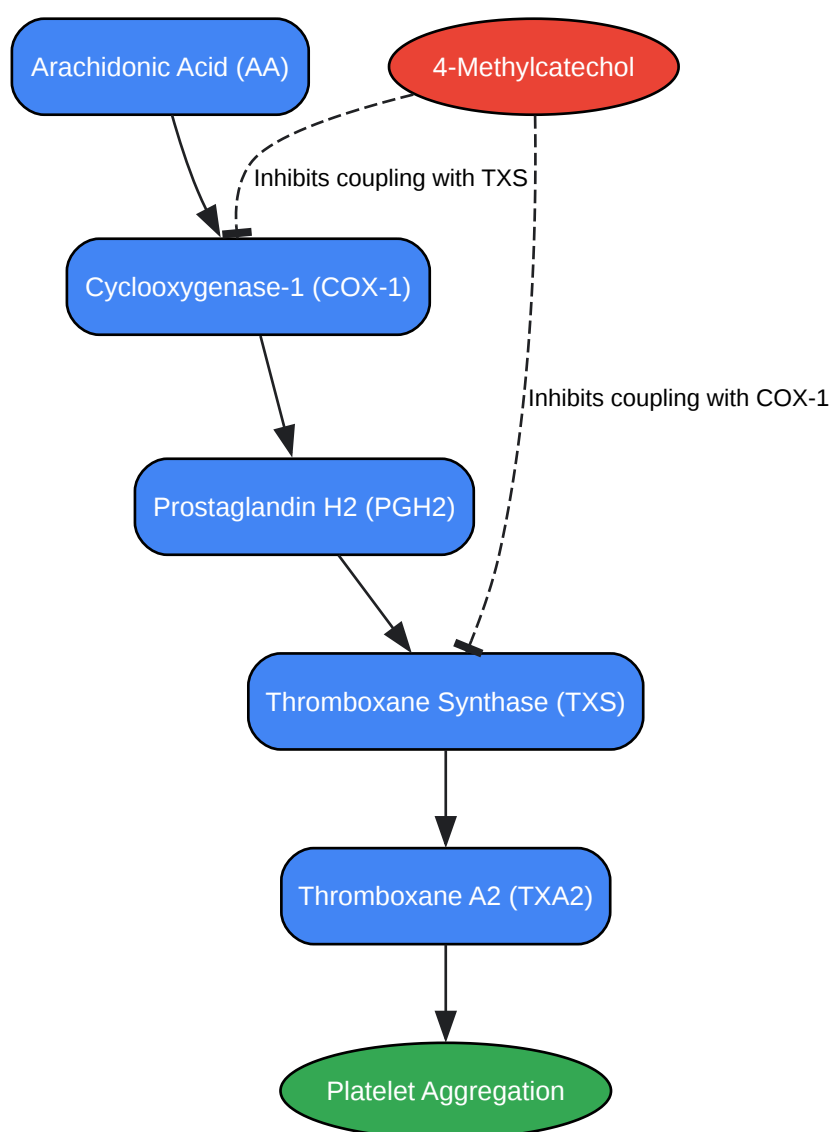 Arachidonic Acid (AA)
4-Methylcatechol
Inhibits coupling with TXS
Cyclooxygenase-1 (COX-1)
Inhibits coupling with COX-1
Prostaglandin H2 (PGH2)
Thromboxane Synthase (TXS)
Thromboxane A2 (TXA2)
Platelet Aggregation